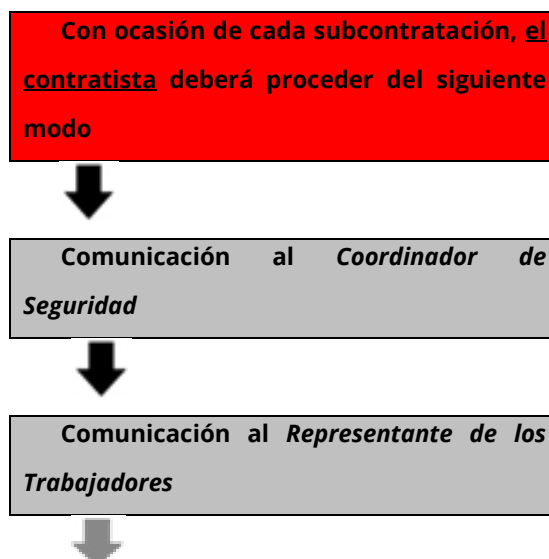 Con ocasión de cada subcontratación, el
contratista deberá proceder del siguiente
modo
Comunicación al Coordinador de
Seguridad
Comunicación al Representante de los
Trabajadores